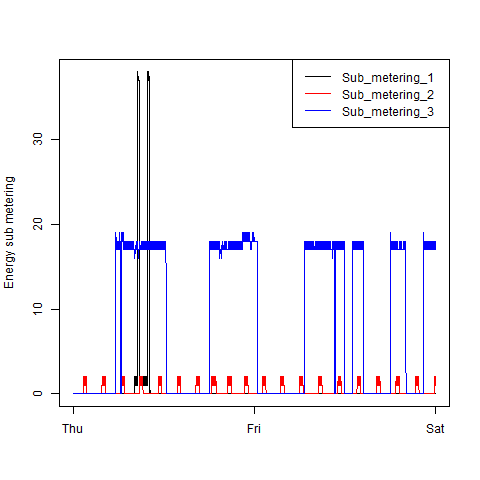 Sub_metering_1
Sub_metering_2
Sub_metering_3
Energy sub metering
30
20
10
0
Thu
Fri
Sat